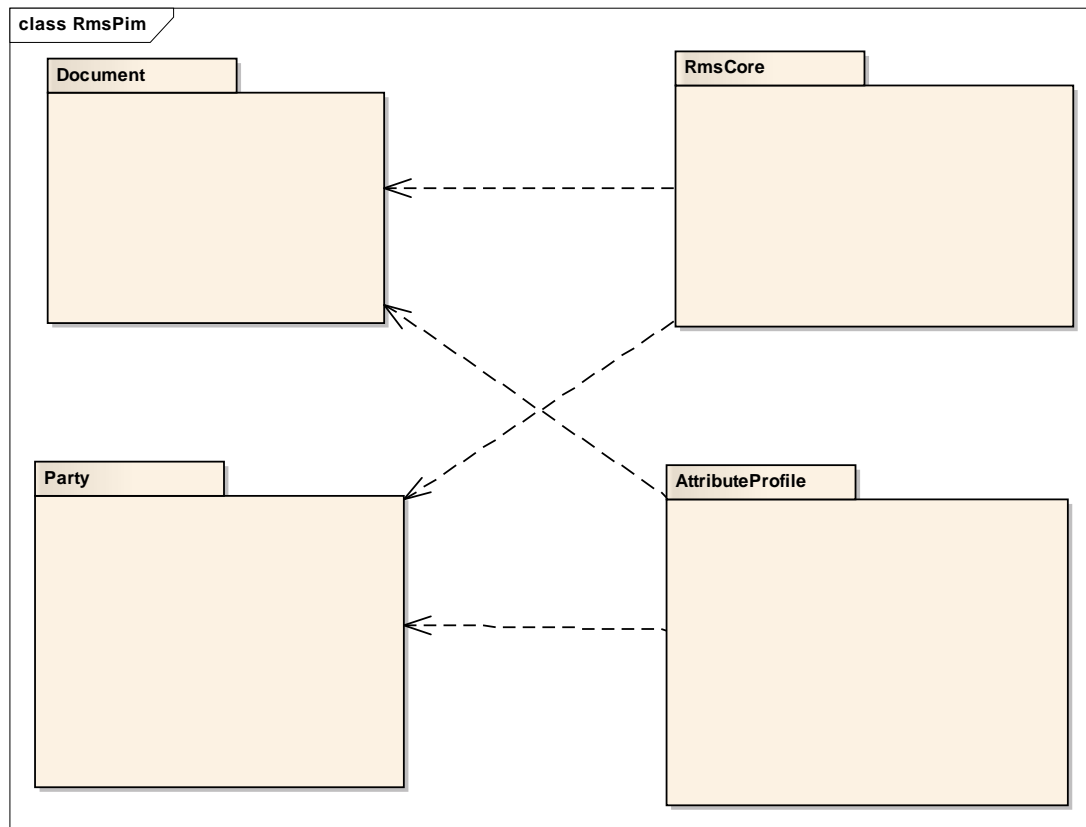 class RmsPim
Document
RmsCore
Party
AttributeProfile